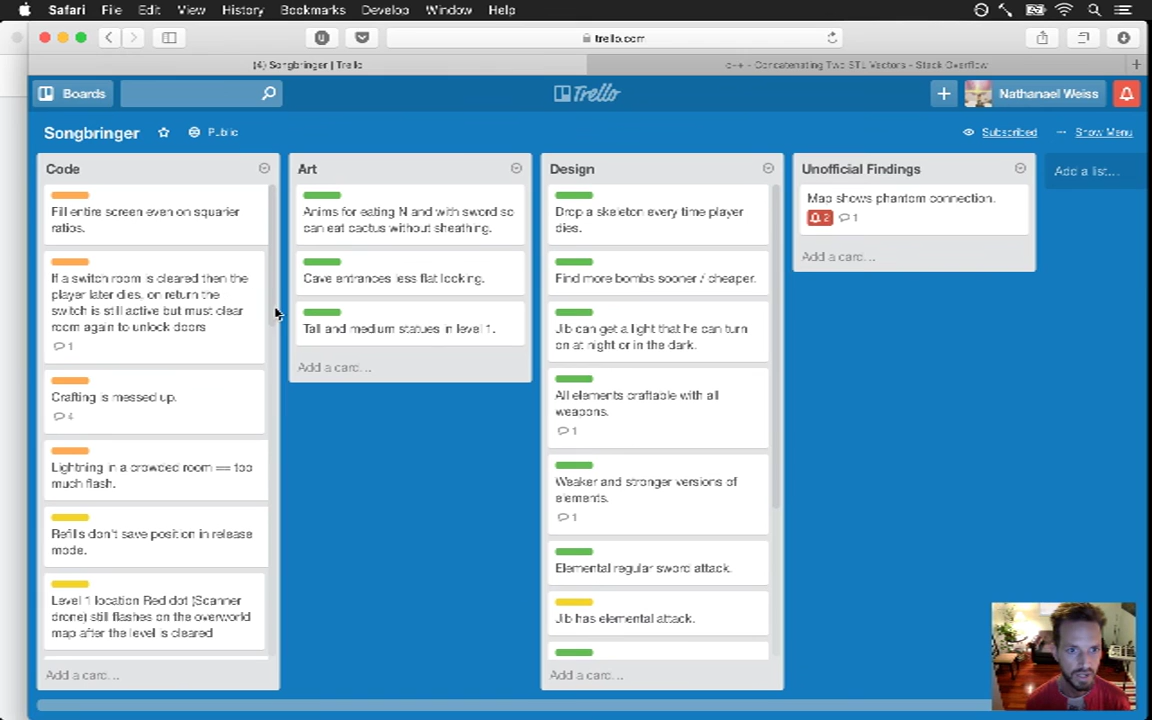 Safari File Edit View History Bookmarks Develop Window Help
trello.com
(4) Songbringer | Trello
c++ - Concatenating Two STL Vectors - Stack Overflow
Boards
Trello
Nathanael Weiss
Songbringer
Public
Subscribed
Show Menu
Code
Fill entire screen even on squarier
ratios.
If a switch room is cleared then the
player later dies, on return the
switch is still active but must clear
room again to unlock doors
1
Crafting is messed up.
4
Lightning in a crowded room == too
much flash.
Refills don't save position in release
mode.
Level 1 location Red dot (Scanner
drone) still flashes on the overworld
map after the level is cleared
Add a card...
Art
Anims for eating N and with sword so
can eat cactus without sheathing.
Cave entrances less flat looking.
Tall and medium statues in level 1.
Add a card...
Design
Drop a skeleton every time player
dies.
Find more bombs sooner / cheaper.
Jib can get a light that he can turn
on at night or in the dark.
All elements craftable with all
weapons.
1
Weaker and stronger versions of
elements.
1
Elemental regular sword attack.
Jib has elemental attack.
Add a card...
Unofficial Findings
Map shows phantom connection.
2 1
Add a card...
Add a list...